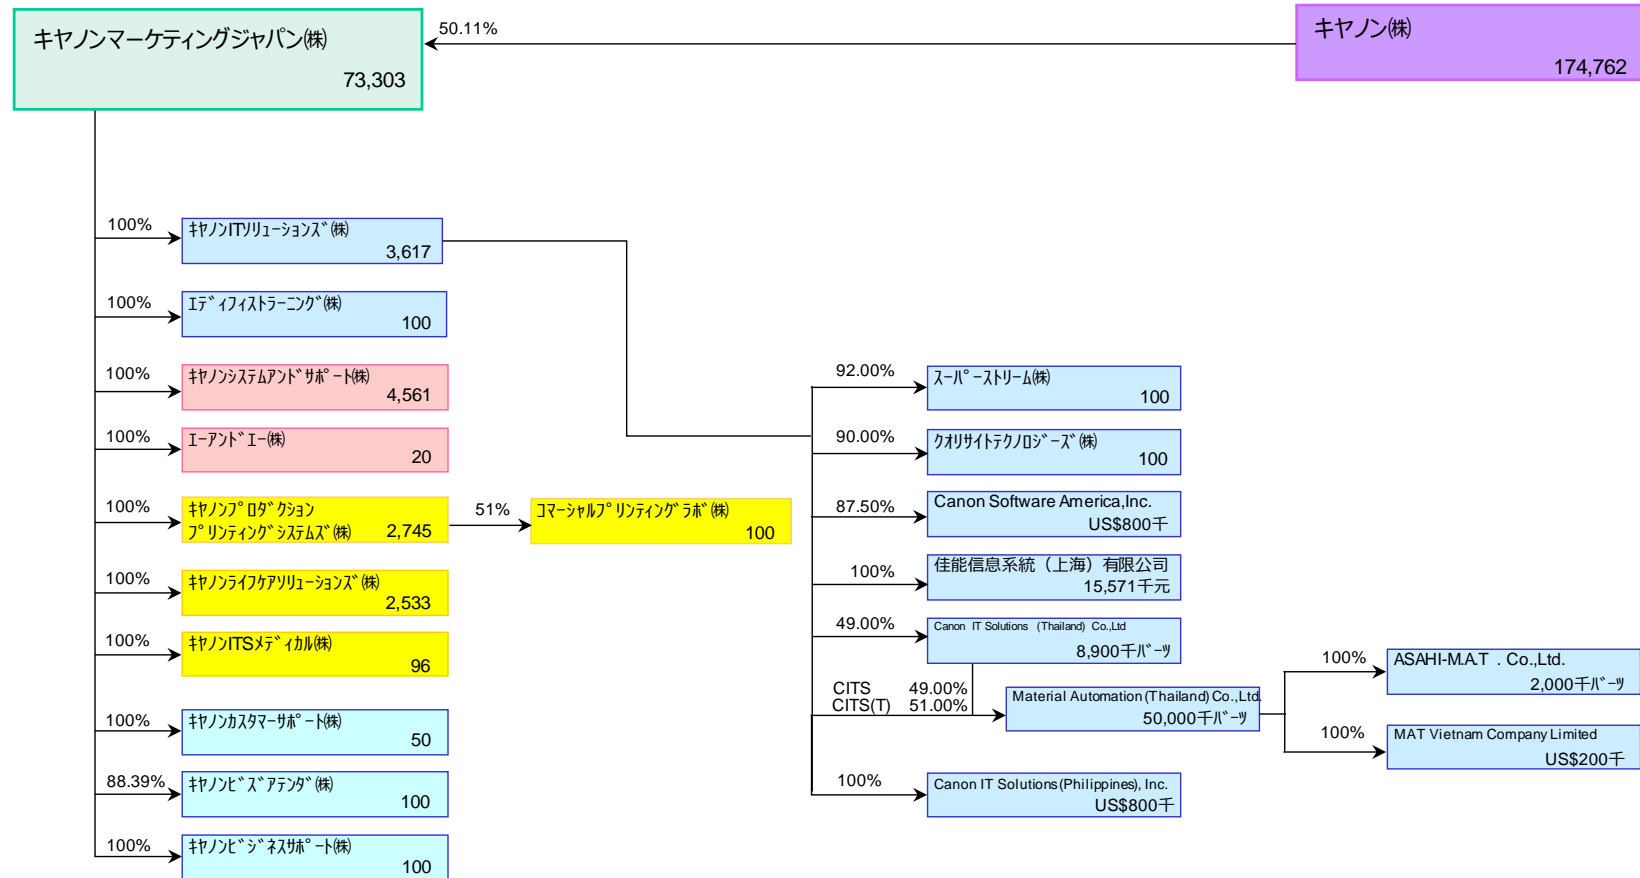 キヤノンマーケティングジャパン㈱
73,303
50.11%
キヤノン㈱
174,762
100%
ｷﾔﾉﾝITｿﾘｭｰｼｮﾝｽﾞ㈱
3,617
100%
ｴﾃﾞｨﾌｨｽﾄﾗｰﾆﾝｸﾞ㈱
100
100%
ｷﾔﾉﾝｼｽﾃﾑｱﾝﾄﾞｻﾎﾟｰﾄ㈱
4,561
100%
ｴｰｱﾝﾄﾞｴｰ㈱
20
100%
ｷﾔﾉﾝﾌﾟﾛﾀﾞｸｼｮﾝ
ﾌﾟﾘﾝﾃｨﾝｸﾞｼｽﾃﾑｽﾞ㈱
2,745
51%
ｺﾏｰｼｬﾙﾌﾟﾘﾝﾃｨﾝｸﾞﾗﾎﾞ㈱
100
100%
ｷﾔﾉﾝﾗｲﾌｹｱｿﾘｭｰｼｮﾝｽﾞ㈱
2,533
100%
ｷﾔﾉﾝITSﾒﾃﾞｨｶﾙ㈱
96
100%
ｷﾔﾉﾝｶｽﾀﾏｰｻﾎﾟｰﾄ㈱
50
88.39%
ｷﾔﾉﾝﾋﾞｽﾞｱﾃﾝﾀﾞ㈱
100
100%
ｷﾔﾉﾝﾋﾞｼﾞﾈｽｻﾎﾟｰﾄ㈱
100
92.00%
ｽｰﾊﾟｰｽﾄﾘｰﾑ㈱
100
90.00%
ｸｵﾘｻｲﾄﾃｸﾉﾛｼﾞｰｽﾞ㈱
100
87.50%
Canon Software America,Inc.
US$800千
100%
佳能信息系統（上海）有限公司
15,571千元
49.00%
Canon IT Solutions (Thailand) Co.,Ltd
8,900千ﾊﾞｰﾂ
CITS 49.00%
CITS(T) 51.00%
Material Automation (Thailand) Co.,Ltd.
50,000千ﾊﾞｰﾂ
100%
ASAHI-M.A.T . Co.,Ltd.
2,000千ﾊﾞｰﾂ
100%
MAT Vietnam Company Limited
US$200千
100%
Canon IT Solutions(Philippines), Inc.
US$800千